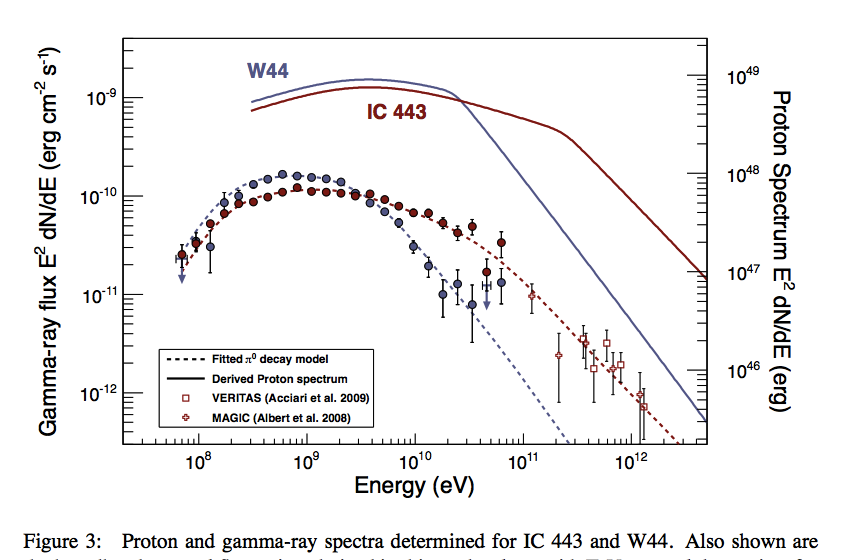 W44
IC 443
Gamma-ray flux E² dN/dE (erg cm⁻² s⁻¹)
10⁻⁹
10⁻¹⁰
10⁻¹¹
10⁻¹²
10⁴⁹
10⁴⁸
10⁴⁷
10⁴⁶
Proton Spectrum E² dN/dE (erg)
Fitted π⁰ decay model
Derived Proton spectrum
VERITAS (Acciari et al. 2009)
MAGIC (Albert et al. 2008)
10⁸
10⁹
10¹⁰
10¹¹
10¹²
Energy (eV)
Figure 3: Proton and gamma-ray spectra determined for IC 443 and W44. Also shown are